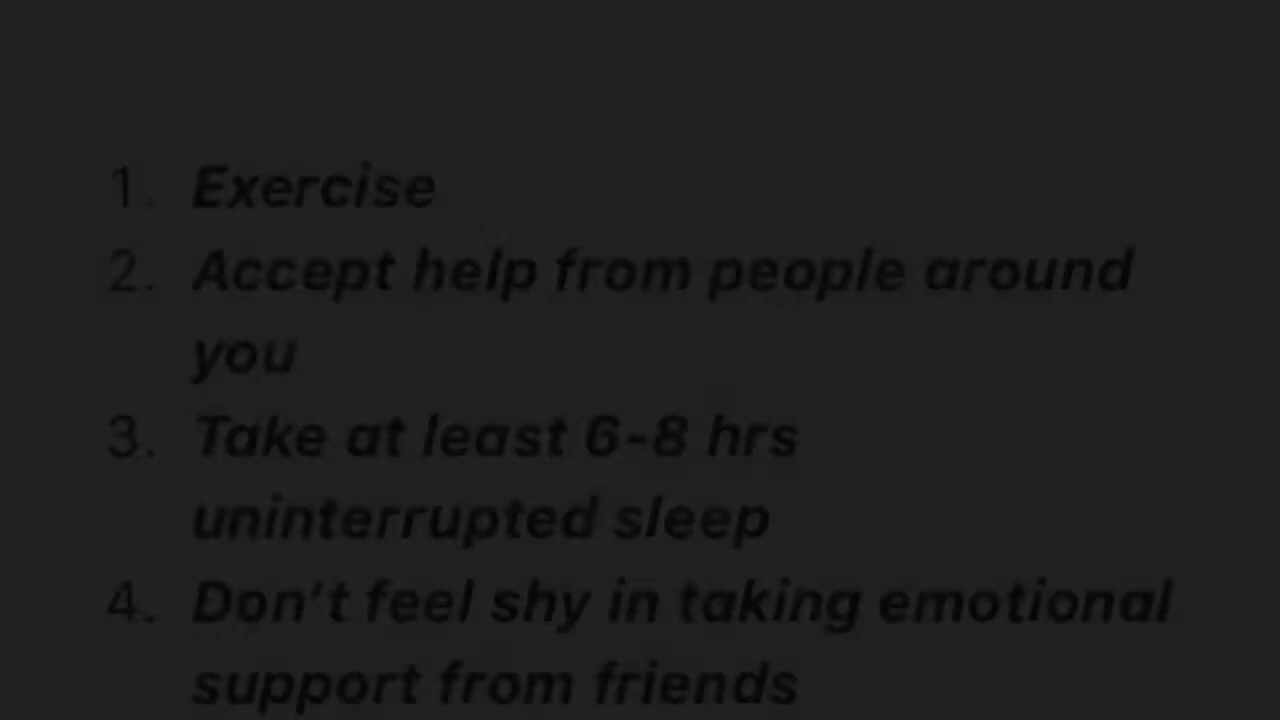 1. Exercise
2. Accept help from people around
you
3. Take at least 6-8 hrs
uninterrupted sleep
4. Don't feel shy in taking emotional
support from friends